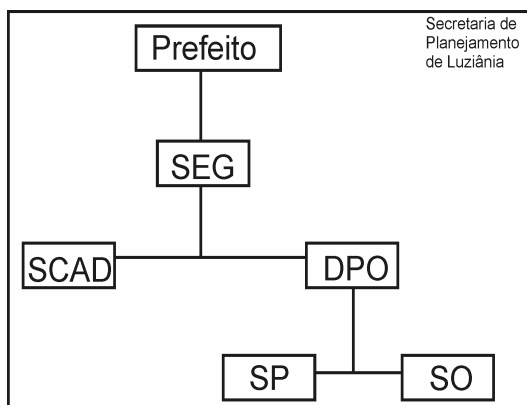 Secretaria de
Planejamento
de Luziânia
Prefeito
SEG
SCAD
DPO
SP
SO